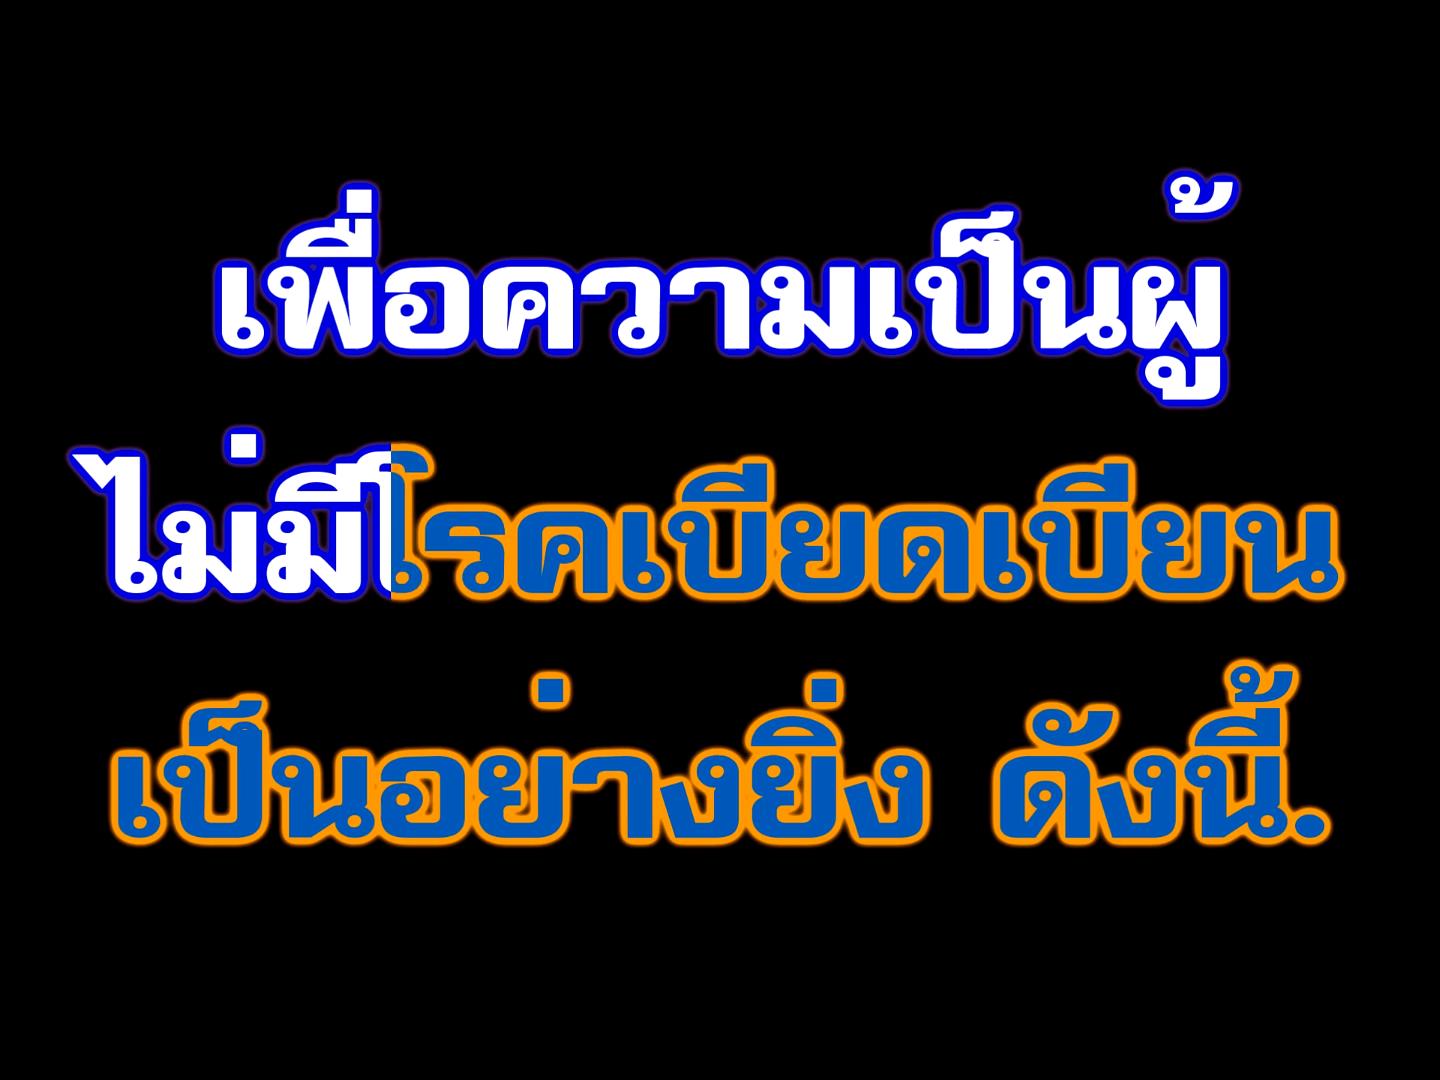 เพื่อความเป็นผู้
ไม่มีโรคเบียดเบียน
เป็นอย่างยิ่ง ดังนี้.